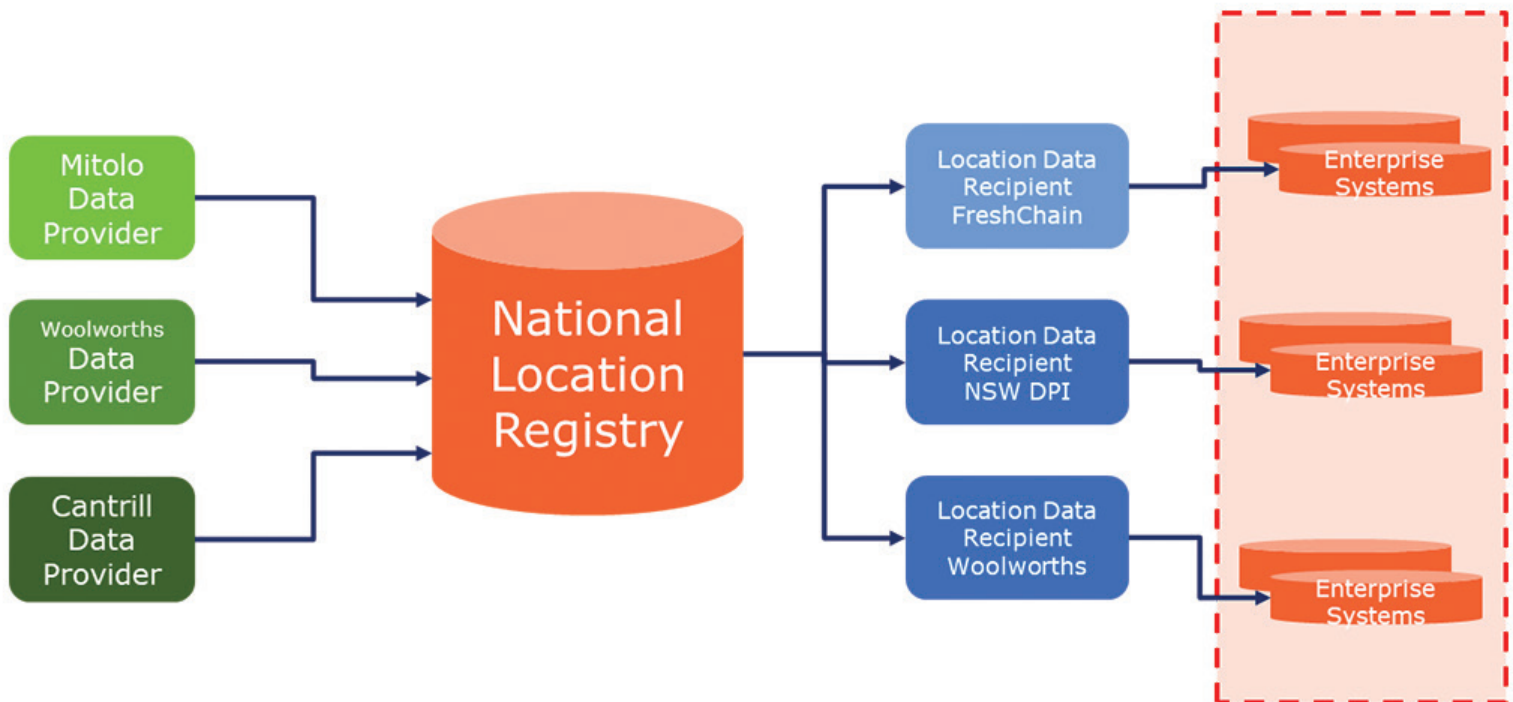 Mitolo
Data
Provider
Woolworths
Data
Provider
Cantrill
Data
Provider
National
Location
Registry
Location Data
Recipient
FreshChain
Location Data
Recipient
NSW DPI
Location Data
Recipient
Woolworths
Enterprise
Systems
Enterprise
Systems
Enterprise
Systems